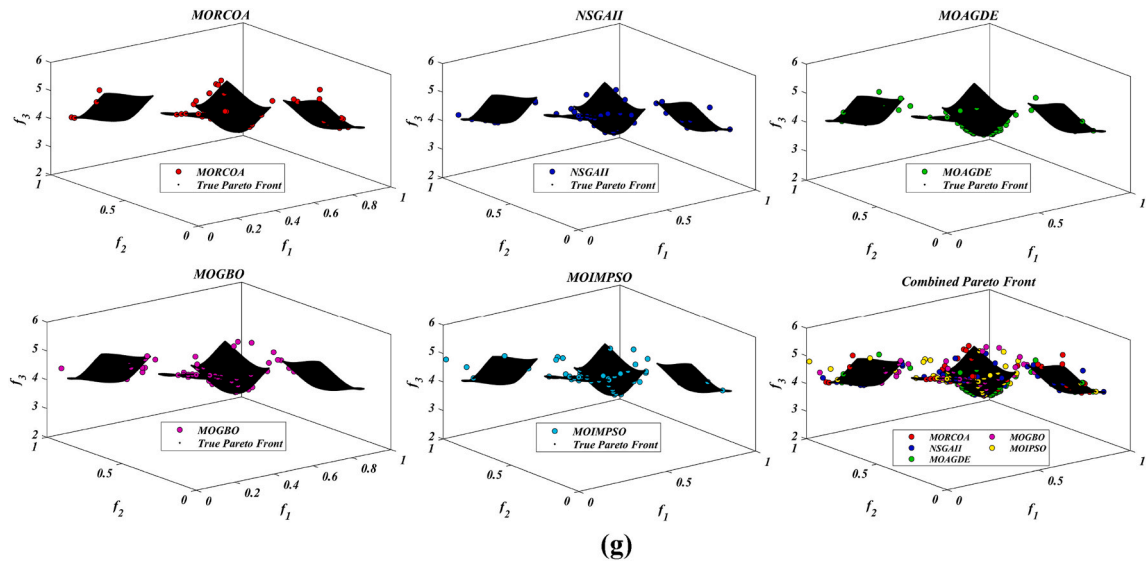 MORCOA
6
5
4
3
2
f3
1
0.5
0
f2
0
0.2
0.4
0.6
0.8
1
f1
MORCOA
True Pareto Front
NSGAII
6
5
4
3
2
f3
1
0.5
0
f2
0
0.5
1
f1
NSGAII
True Pareto Front
MOAGDE
6
5
4
3
2
f3
1
0.5
0
f2
0
0.5
1
f1
MOAGDE
True Pareto Front
MOGBO
6
5
4
3
2
f3
1
0.5
0
f2
0
0.2
0.4
0.6
0.8
1
f1
MOGBO
True Pareto Front
MOIMPSO
6
5
4
3
2
f3
1
0.5
0
f2
0
0.5
1
f1
MOIMPSO
True Pareto Front
Combined Pareto Front
6
5
4
3
2
f3
1
0.5
0
f2
0
0.5
1
f1
MORCOA MOGBO
NSGAII MOIPSO
MOAGDE
(g)